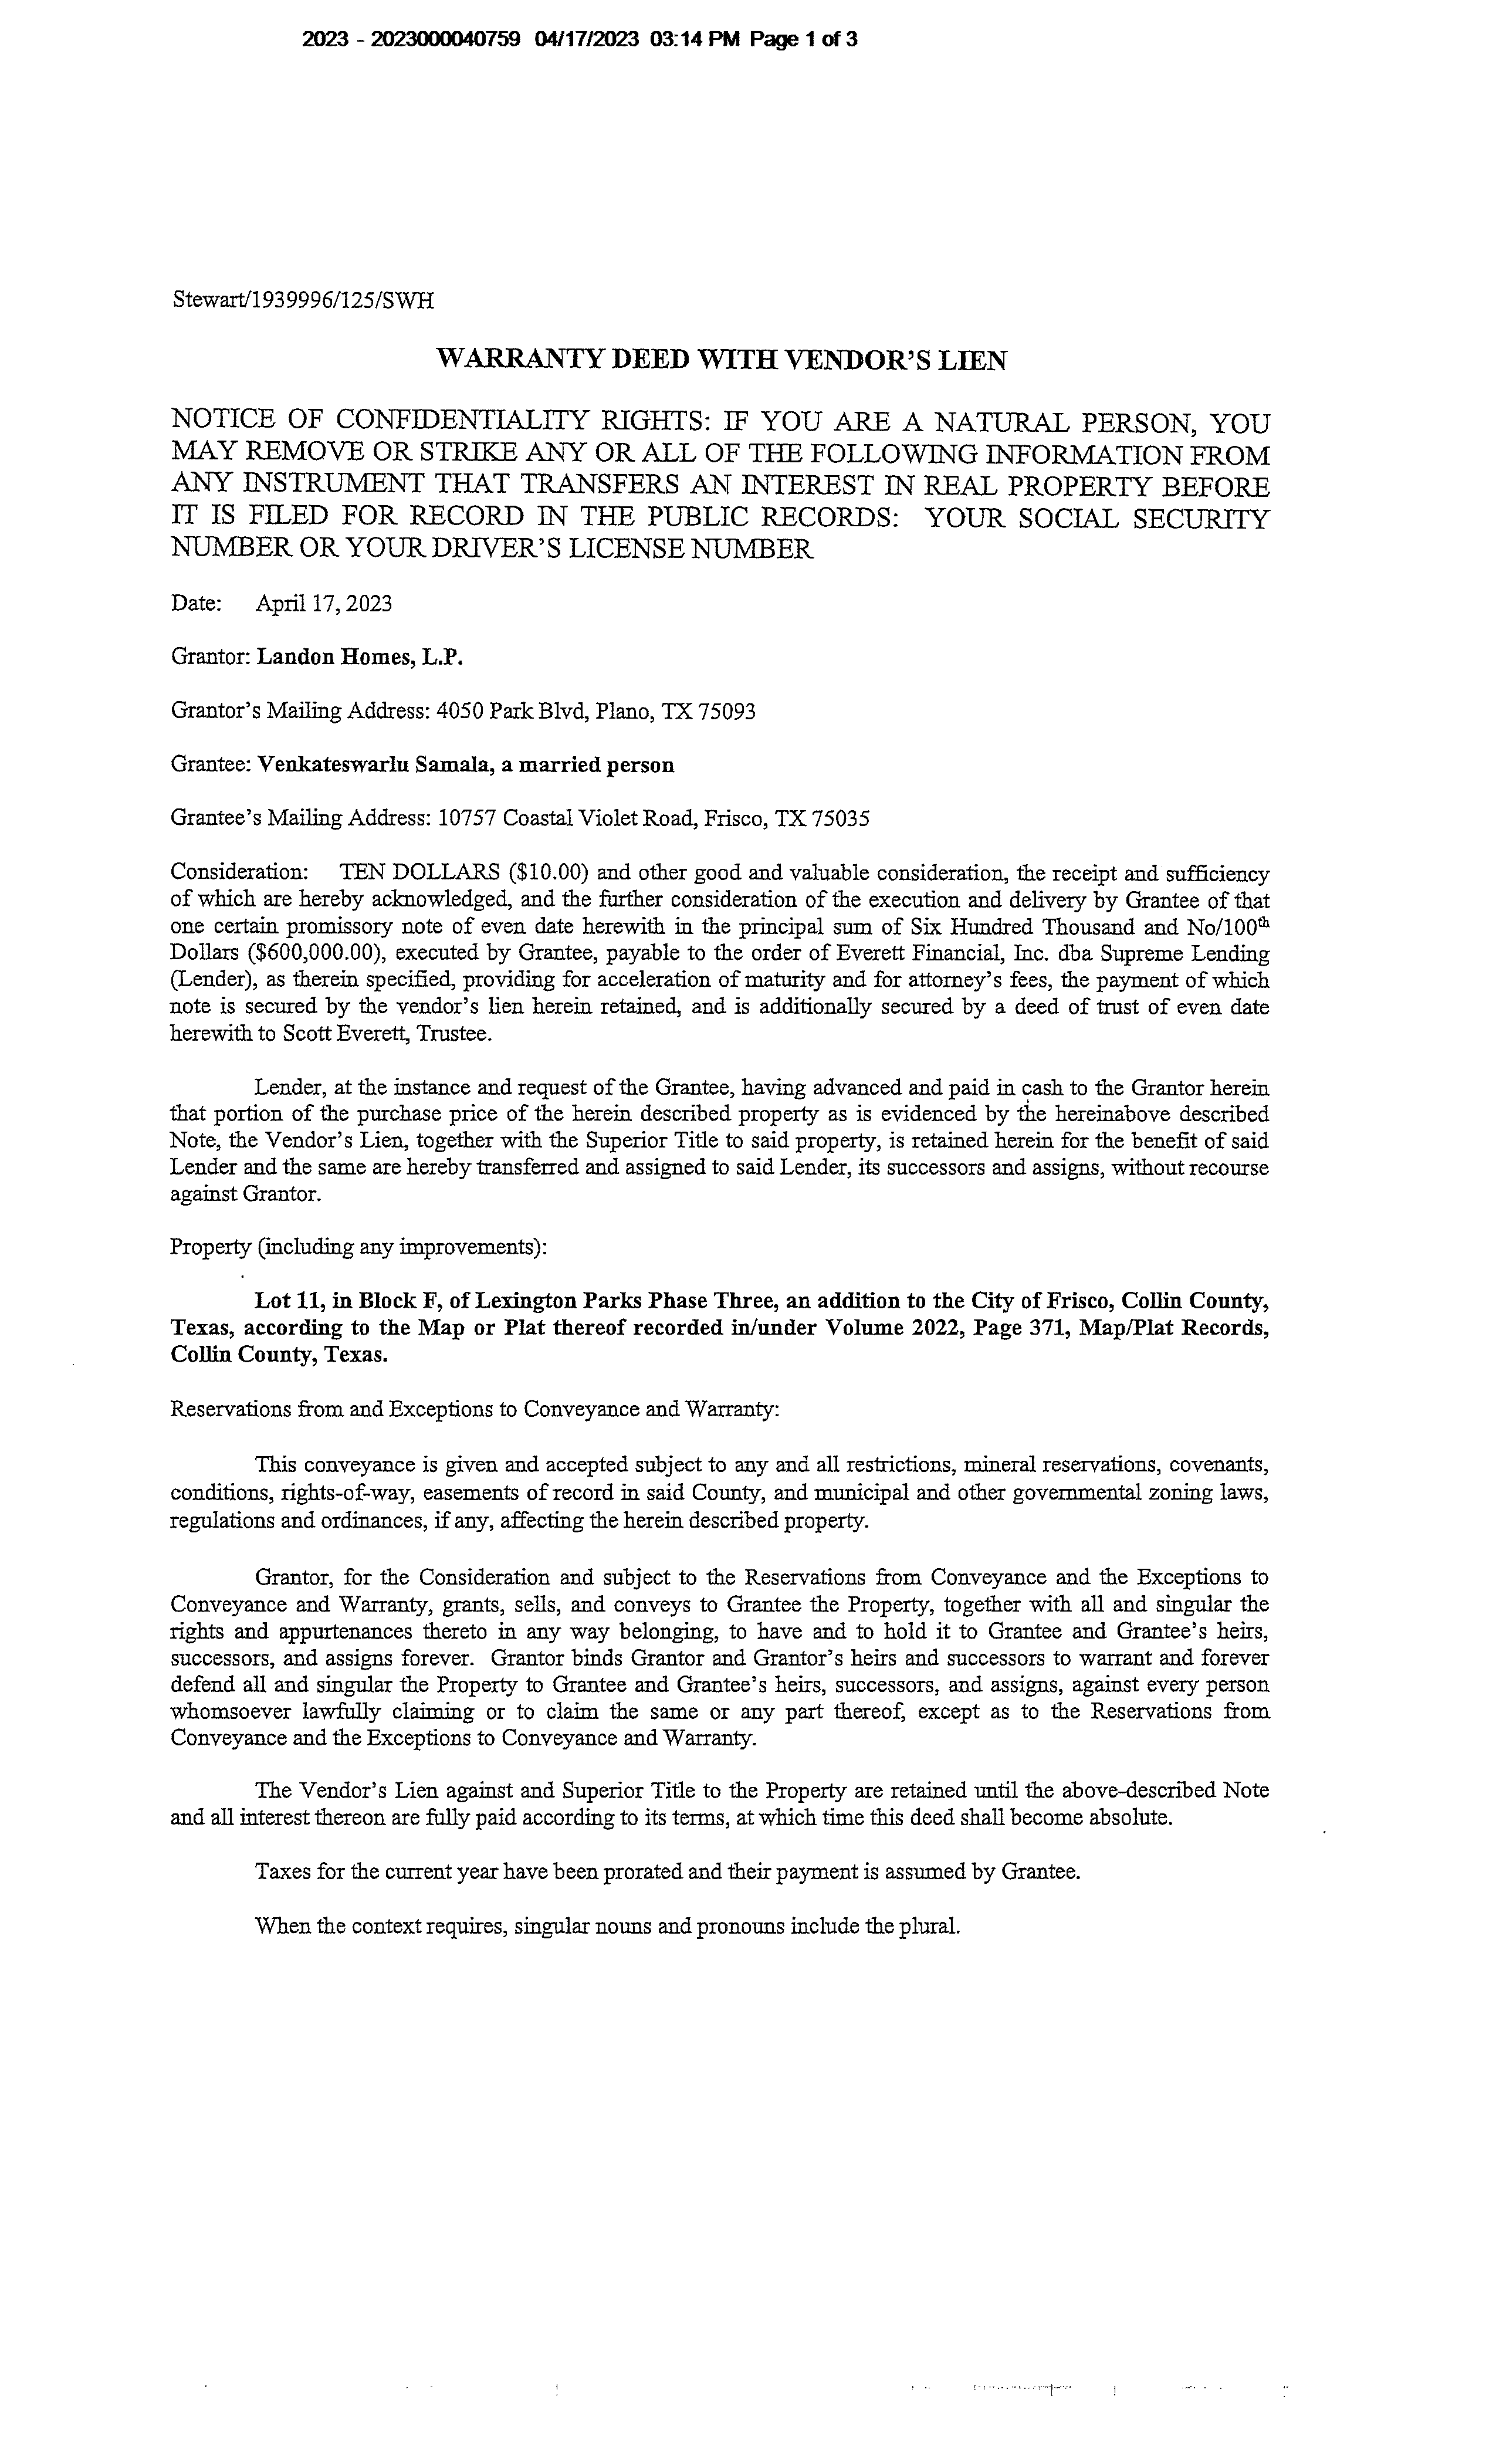 2023 - 2023000040759 04/17/2023 03:14 PM Page 1 of 3
Stewart/1939996/125/SWH
WARRANTY DEED WITH VENDOR'S LIEN
NOTICE OF CONFIDENTIALITY RIGHTS: IF YOU ARE A NATURAL PERSON, YOU
MAY REMOVE OR STRIKE ANY OR ALL OF THE FOLLOWING INFORMATION FROM
ANY INSTRUMENT THAT TRANSFERS AN INTEREST IN REAL PROPERTY BEFORE
IT IS FILED FOR RECORD IN THE PUBLIC RECORDS: YOUR SOCIAL SECURITY
NUMBER OR YOUR DRIVER'S LICENSE NUMBER
Date: April 17, 2023
Grantor: Landon Homes, L.P.
Grantor's Mailing Address: 4050 Park Blvd, Plano, TX 75093
Grantee: Venkateswarlu Samala, a married person
Grantee's Mailing Address: 10757 Coastal Violet Road, Frisco, TX 75035
Consideration: TEN DOLLARS ($10.00) and other good and valuable consideration, the receipt and sufficiency
of which are hereby acknowledged, and the further consideration of the execution and delivery by Grantee of that
one certain promissory note of even date herewith in the principal sum of Six Hundred Thousand and No/100th
Dollars ($600,000.00), executed by Grantee, payable to the order of Everett Financial, Inc. dba Supreme Lending
(Lender), as therein specified, providing for acceleration of maturity and for attorney's fees, the payment of which
note is secured by the vendor's lien herein retained, and is additionally secured by a deed of trust of even date
herewith to Scott Everett, Trustee.
Lender, at the instance and request of the Grantee, having advanced and paid in cash to the Grantor herein
that portion of the purchase price of the herein described property as is evidenced by the hereinabove described
Note, the Vendor's Lien, together with the Superior Title to said property, is retained herein for the benefit of said
Lender and the same are hereby transferred and assigned to said Lender, its successors and assigns, without recourse
against Grantor.
Property (including any improvements):
Lot 11, in Block F, of Lexington Parks Phase Three, an addition to the City of Frisco, Collin County,
Texas, according to the Map or Plat thereof recorded in/under Volume 2022, Page 371, Map/Plat Records,
Collin County, Texas.
Reservations from and Exceptions to Conveyance and Warranty:
This conveyance is given and accepted subject to any and all restrictions, mineral reservations, covenants,
conditions, rights-of-way, easements of record in said County, and municipal and other governmental zoning laws,
regulations and ordinances, if any, affecting the herein described property.
Grantor, for the Consideration and subject to the Reservations from Conveyance and the Exceptions to
Conveyance and Warranty, grants, sells, and conveys to Grantee the Property, together with all and singular the
rights and appurtenances thereto in any way belonging, to have and to hold it to Grantee and Grantee's heirs,
successors, and assigns forever. Grantor binds Grantor and Grantor's heirs and successors to warrant and forever
defend all and singular the Property to Grantee and Grantee's heirs, successors, and assigns, against every person
whomsoever lawfully claiming or to claim the same or any part thereof, except as to the Reservations from
Conveyance and the Exceptions to Conveyance and Warranty.
The Vendor's Lien against and Superior Title to the Property are retained until the above-described Note
and all interest thereon are fully paid according to its terms, at which time this deed shall become absolute.
Taxes for the current year have been prorated and their payment is assumed by Grantee.
When the context requires, singular nouns and pronouns include the plural.